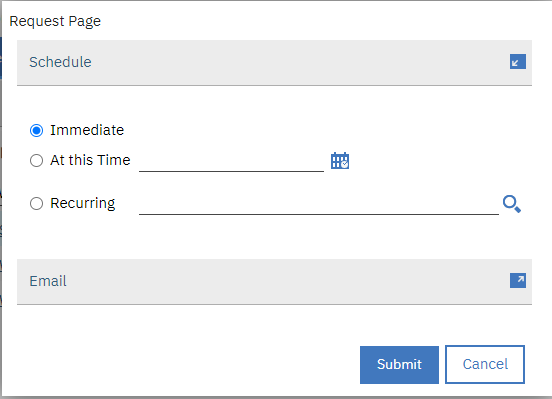 Request Page
Schedule
Immediate
At this Time
Recurring
Email
Submit Cancel